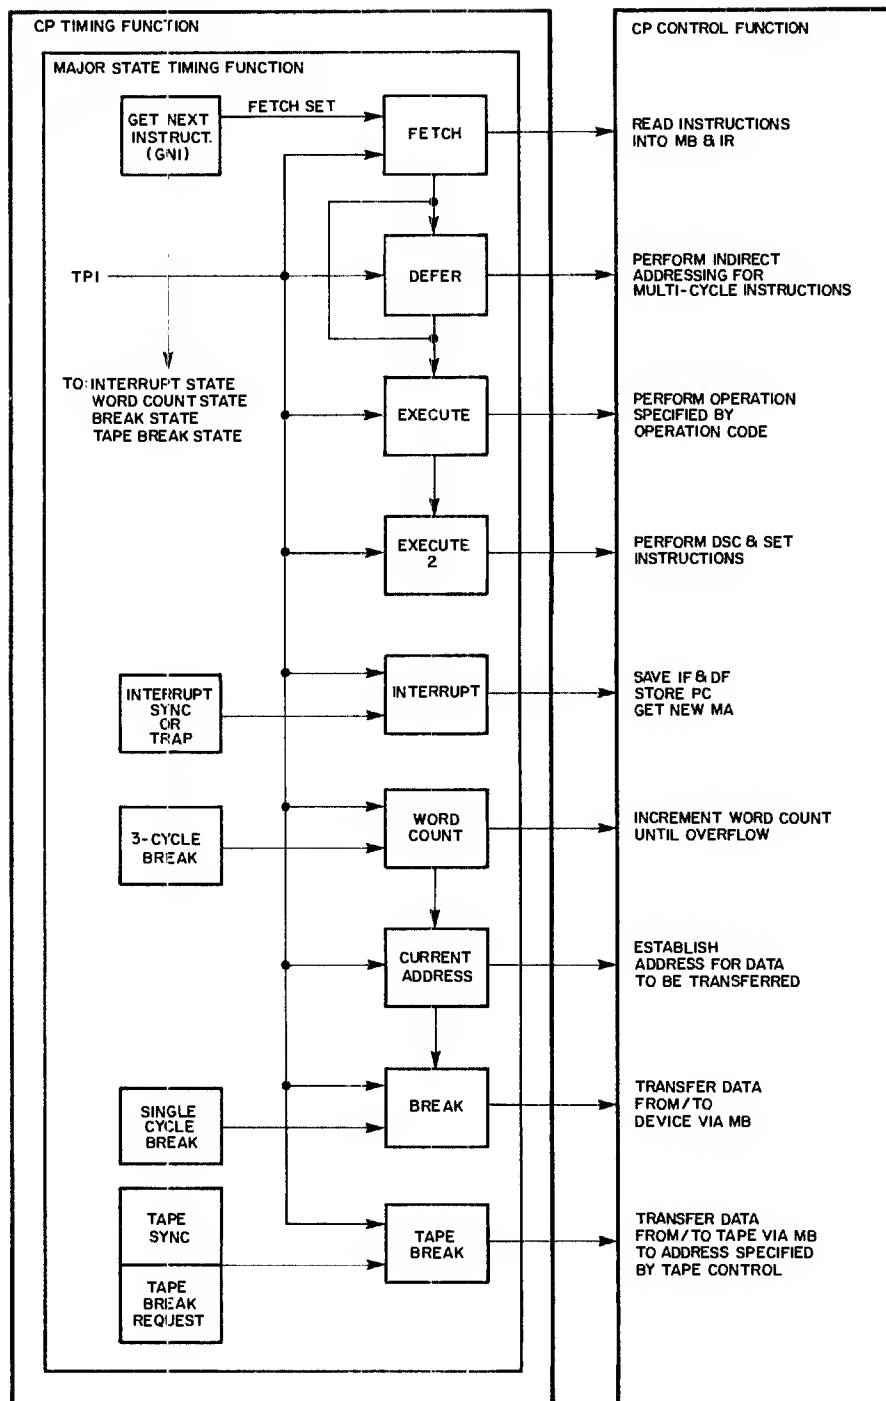 CP TIMING FUNCTION
CP CONTROL FUNCTION
MAJOR STATE TIMING FUNCTION
GET NEXT
INSTRUCT.
(GNI)
FETCH SET
FETCH
READ INSTRUCTIONS
INTO MB & IR
TP1
DEFER
PERFORM INDIRECT
ADDRESSING FOR
MULTI-CYCLE INSTRUCTIONS
TO: INTERRUPT STATE
WORD COUNT STATE
BREAK STATE
TAPE BREAK STATE
EXECUTE
PERFORM OPERATION
SPECIFIED BY
OPERATION CODE
EXECUTE
2
PERFORM DSC & SET
INSTRUCTIONS
INTERRUPT
SYNC
OR
TRAP
INTERRUPT
SAVE IF & DF
STORE PC
GET NEW MA
3-CYCLE
BREAK
WORD
COUNT
INCREMENT WORD COUNT
UNTIL OVERFLOW
CURRENT
ADDRESS
ESTABLISH
ADDRESS FOR DATA
TO BE TRANSFERRED
SINGLE
CYCLE
BREAK
BREAK
TRANSFER DATA
FROM/TO
DEVICE VIA MB
TAPE
SYNC
TAPE
BREAK
REQUEST
TAPE
BREAK
TRANSFER DATA
FROM/TO TAPE VIA MB
TO ADDRESS SPECIFIED
BY TAPE CONTROL